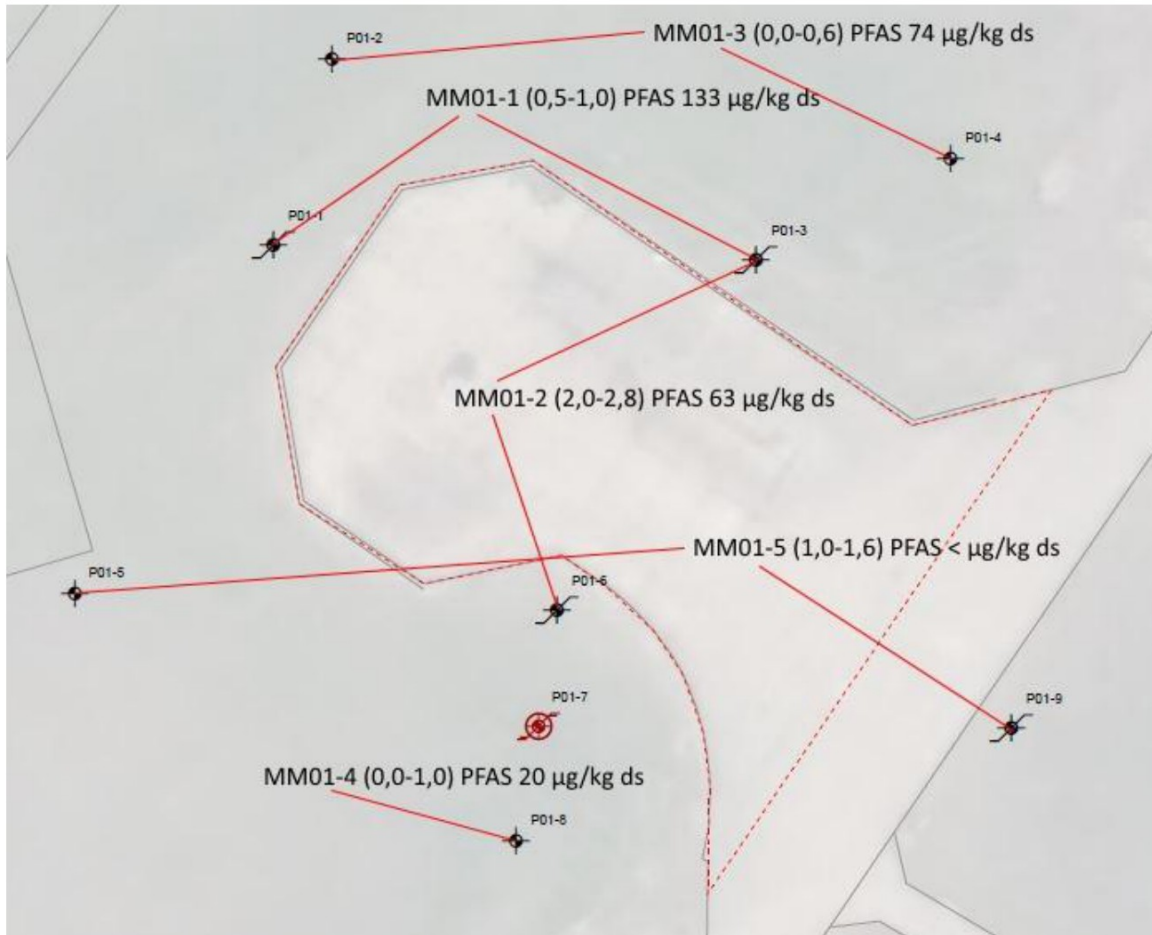 P01-2
MM01-3 (0,0-0,6) PFAS 74 µg/kg ds
MM01-1 (0,5-1,0) PFAS 133 µg/kg ds
P01-4
P01-1
P01-3
MM01-2 (2,0-2,8) PFAS 63 µg/kg ds
MM01-5 (1,0-1,6) PFAS < µg/kg ds
P01-5
P01-6
P01-7
P01-9
MM01-4 (0,0-1,0) PFAS 20 µg/kg ds
P01-8